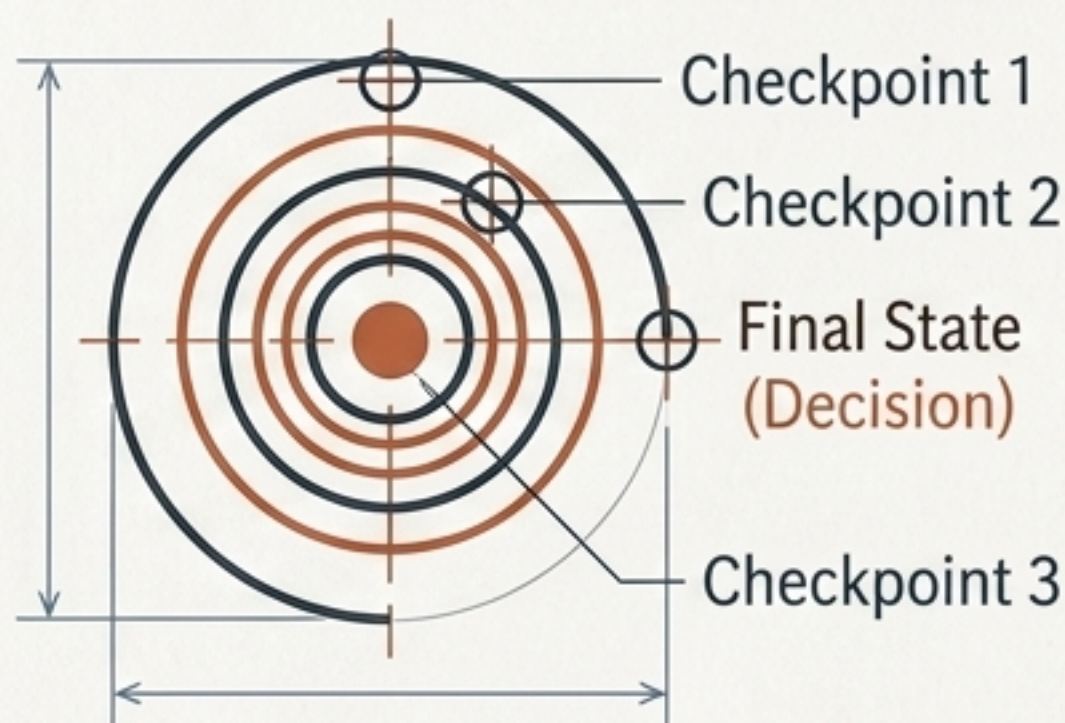 Checkpoint 1
Checkpoint 2
Final State
(Decision)
Checkpoint 3